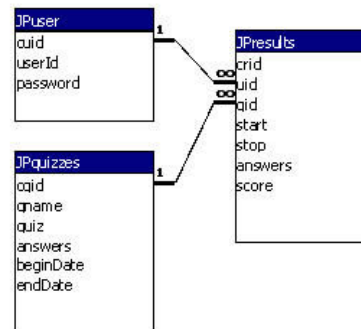 JPuser
cuid
userId
password
1
JPquizzes
cqid
qname
quiz
answers
beginDate
endDate
1
JPresults
crid
∞
uid
∞
qid
start
stop
answers
score